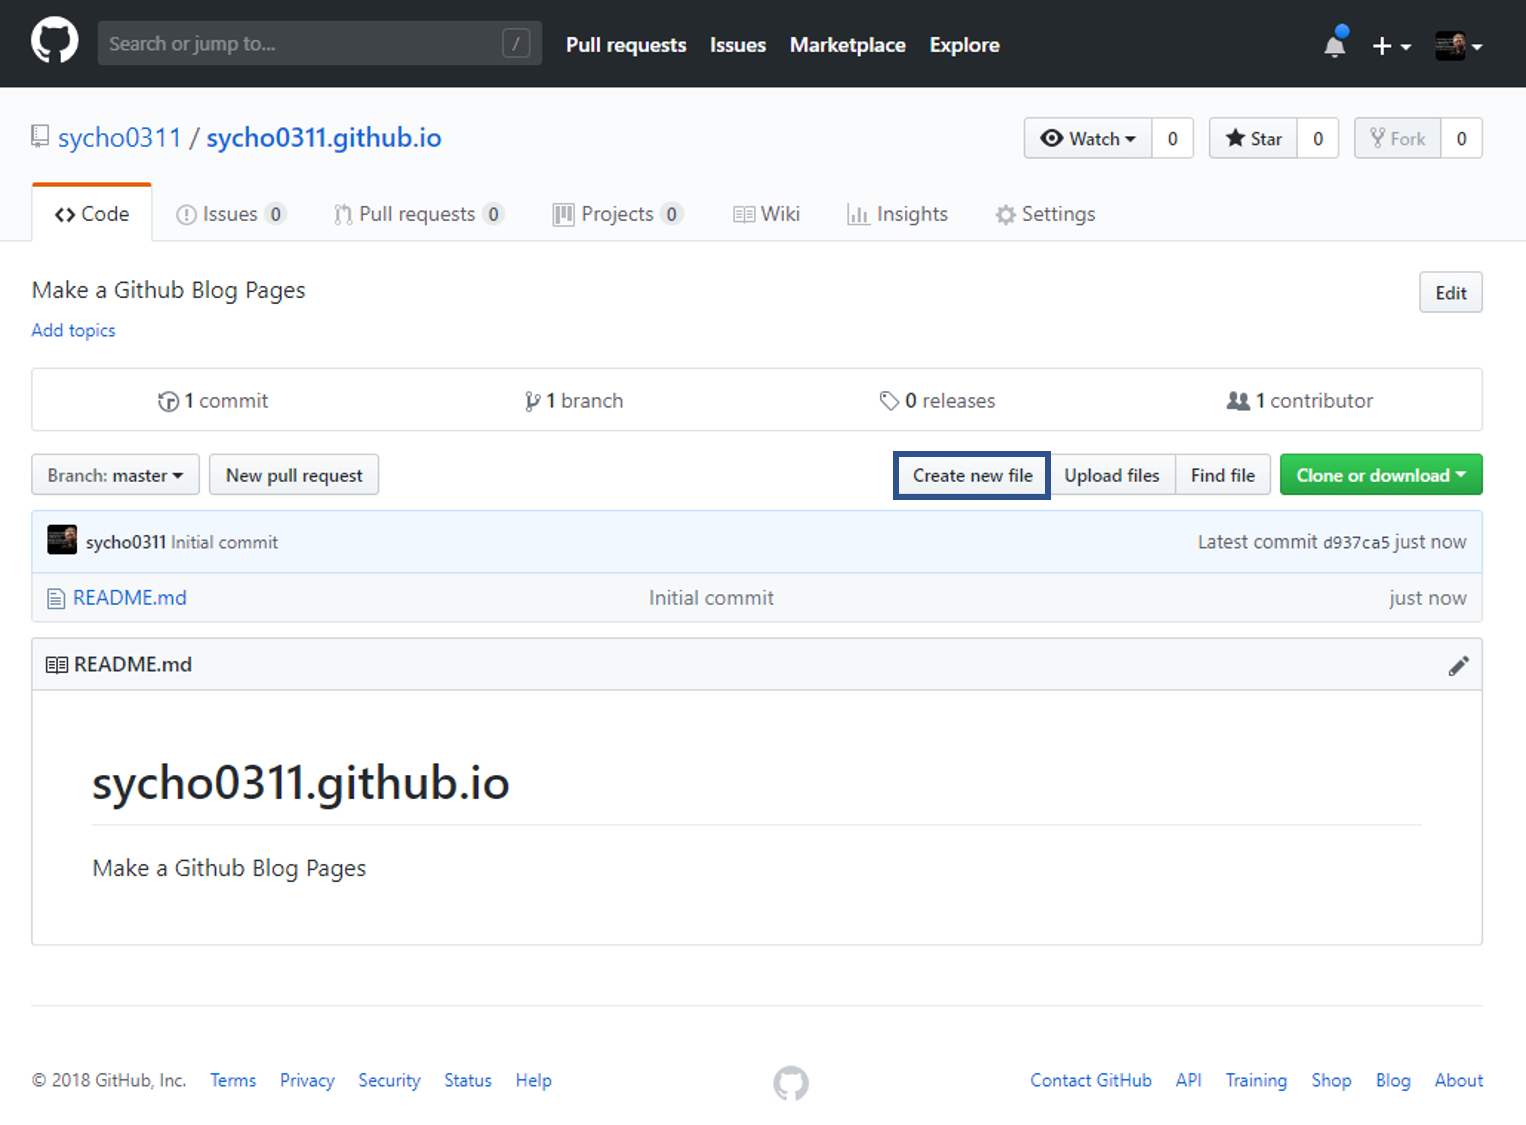 Search or jump to... / Pull requests Issues Marketplace Explore
sycho0311 / sycho0311.github.io Watch 0 Star 0 Fork 0
Code Issues 0 Pull requests 0 Projects 0 Wiki Insights Settings
Make a Github Blog Pages Edit
Add topics
1 commit 1 branch 0 releases 1 contributor
Branch: master New pull request Create new file Upload files Find file Clone or download
sycho0311 Initial commit Latest commit d937ca5 just now
README.md Initial commit just now
README.md
sycho0311.github.io
Make a Github Blog Pages
© 2018 GitHub, Inc. Terms Privacy Security Status Help Contact GitHub API Training Shop Blog About